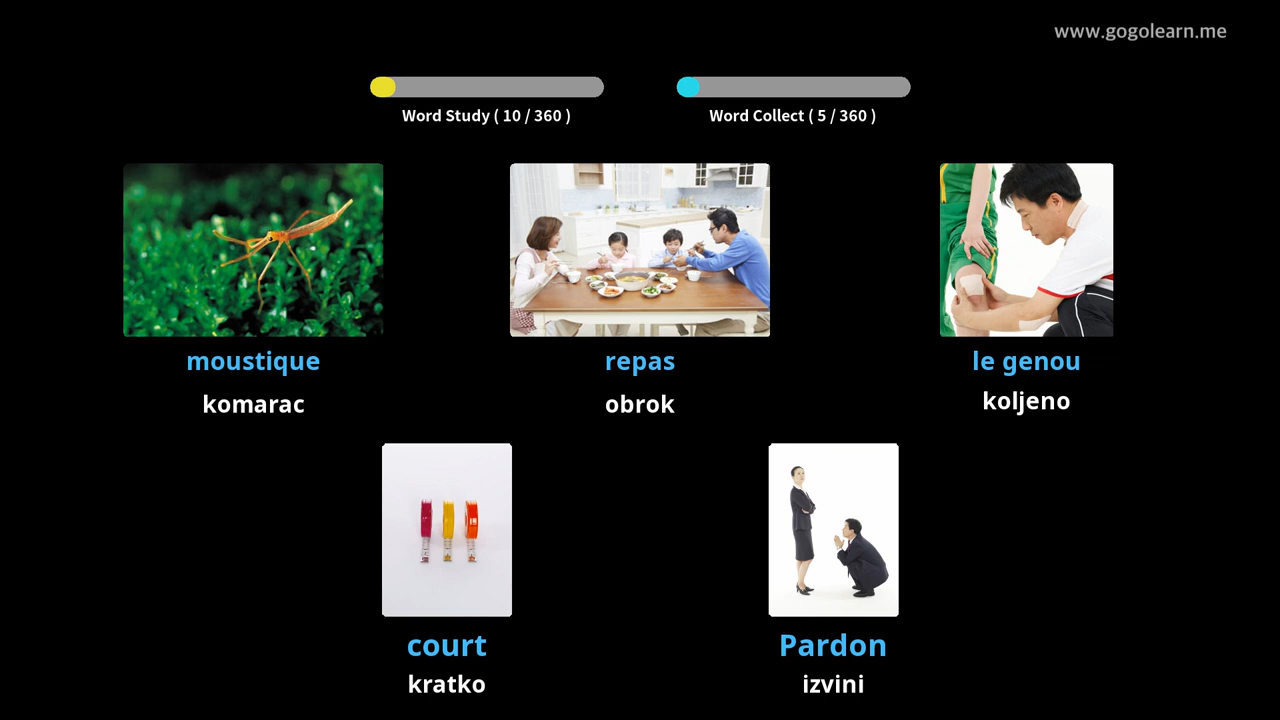 www.gogolearn.me
Word Study ( 10 / 360 )
Word Collect ( 5 / 360 )
moustique
komarac
repas
obrok
le genou
koljeno
court
kratko
Pardon
izvini